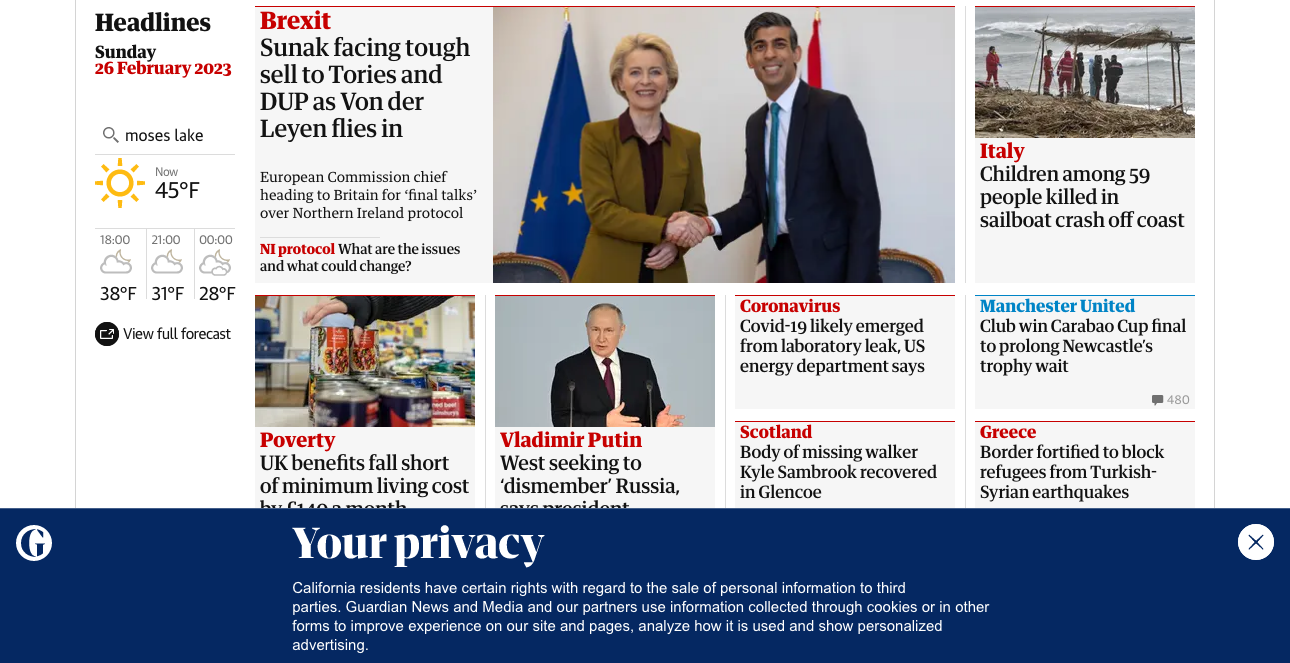 Headlines
Sunday
26 February 2023
moses lake
Now
45°F
18:00
21:00
00:00
38°F
31°F
28°F
View full forecast
Brexit
Sunak facing tough
sell to Tories and
DUP as Von der
Leyen flies in
European Commission chief
heading to Britain for ‘final talks’
over Northern Ireland protocol
NI protocol What are the issues
and what could change?
Italy
Children among 59
people killed in
sailboat crash off coast
Poverty
UK benefits fall short
of minimum living cost
by £140 a month
Vladimir Putin
West seeking to
‘dismember’ Russia,
says president
Coronavirus
Covid-19 likely emerged
from laboratory leak, US
energy department says
Manchester United
Club win Carabao Cup final
to prolong Newcastle’s
trophy wait
480
Scotland
Body of missing walker
Kyle Sambrook recovered
in Glencoe
Greece
Border fortified to block
refugees from Turkish-
Syrian earthquakes
G
Your privacy
California residents have certain rights with regard to the sale of personal information to third
parties. Guardian News and Media and our partners use information collected through cookies or in other
forms to improve experience on our site and pages, analyze how it is used and show personalized
advertising.